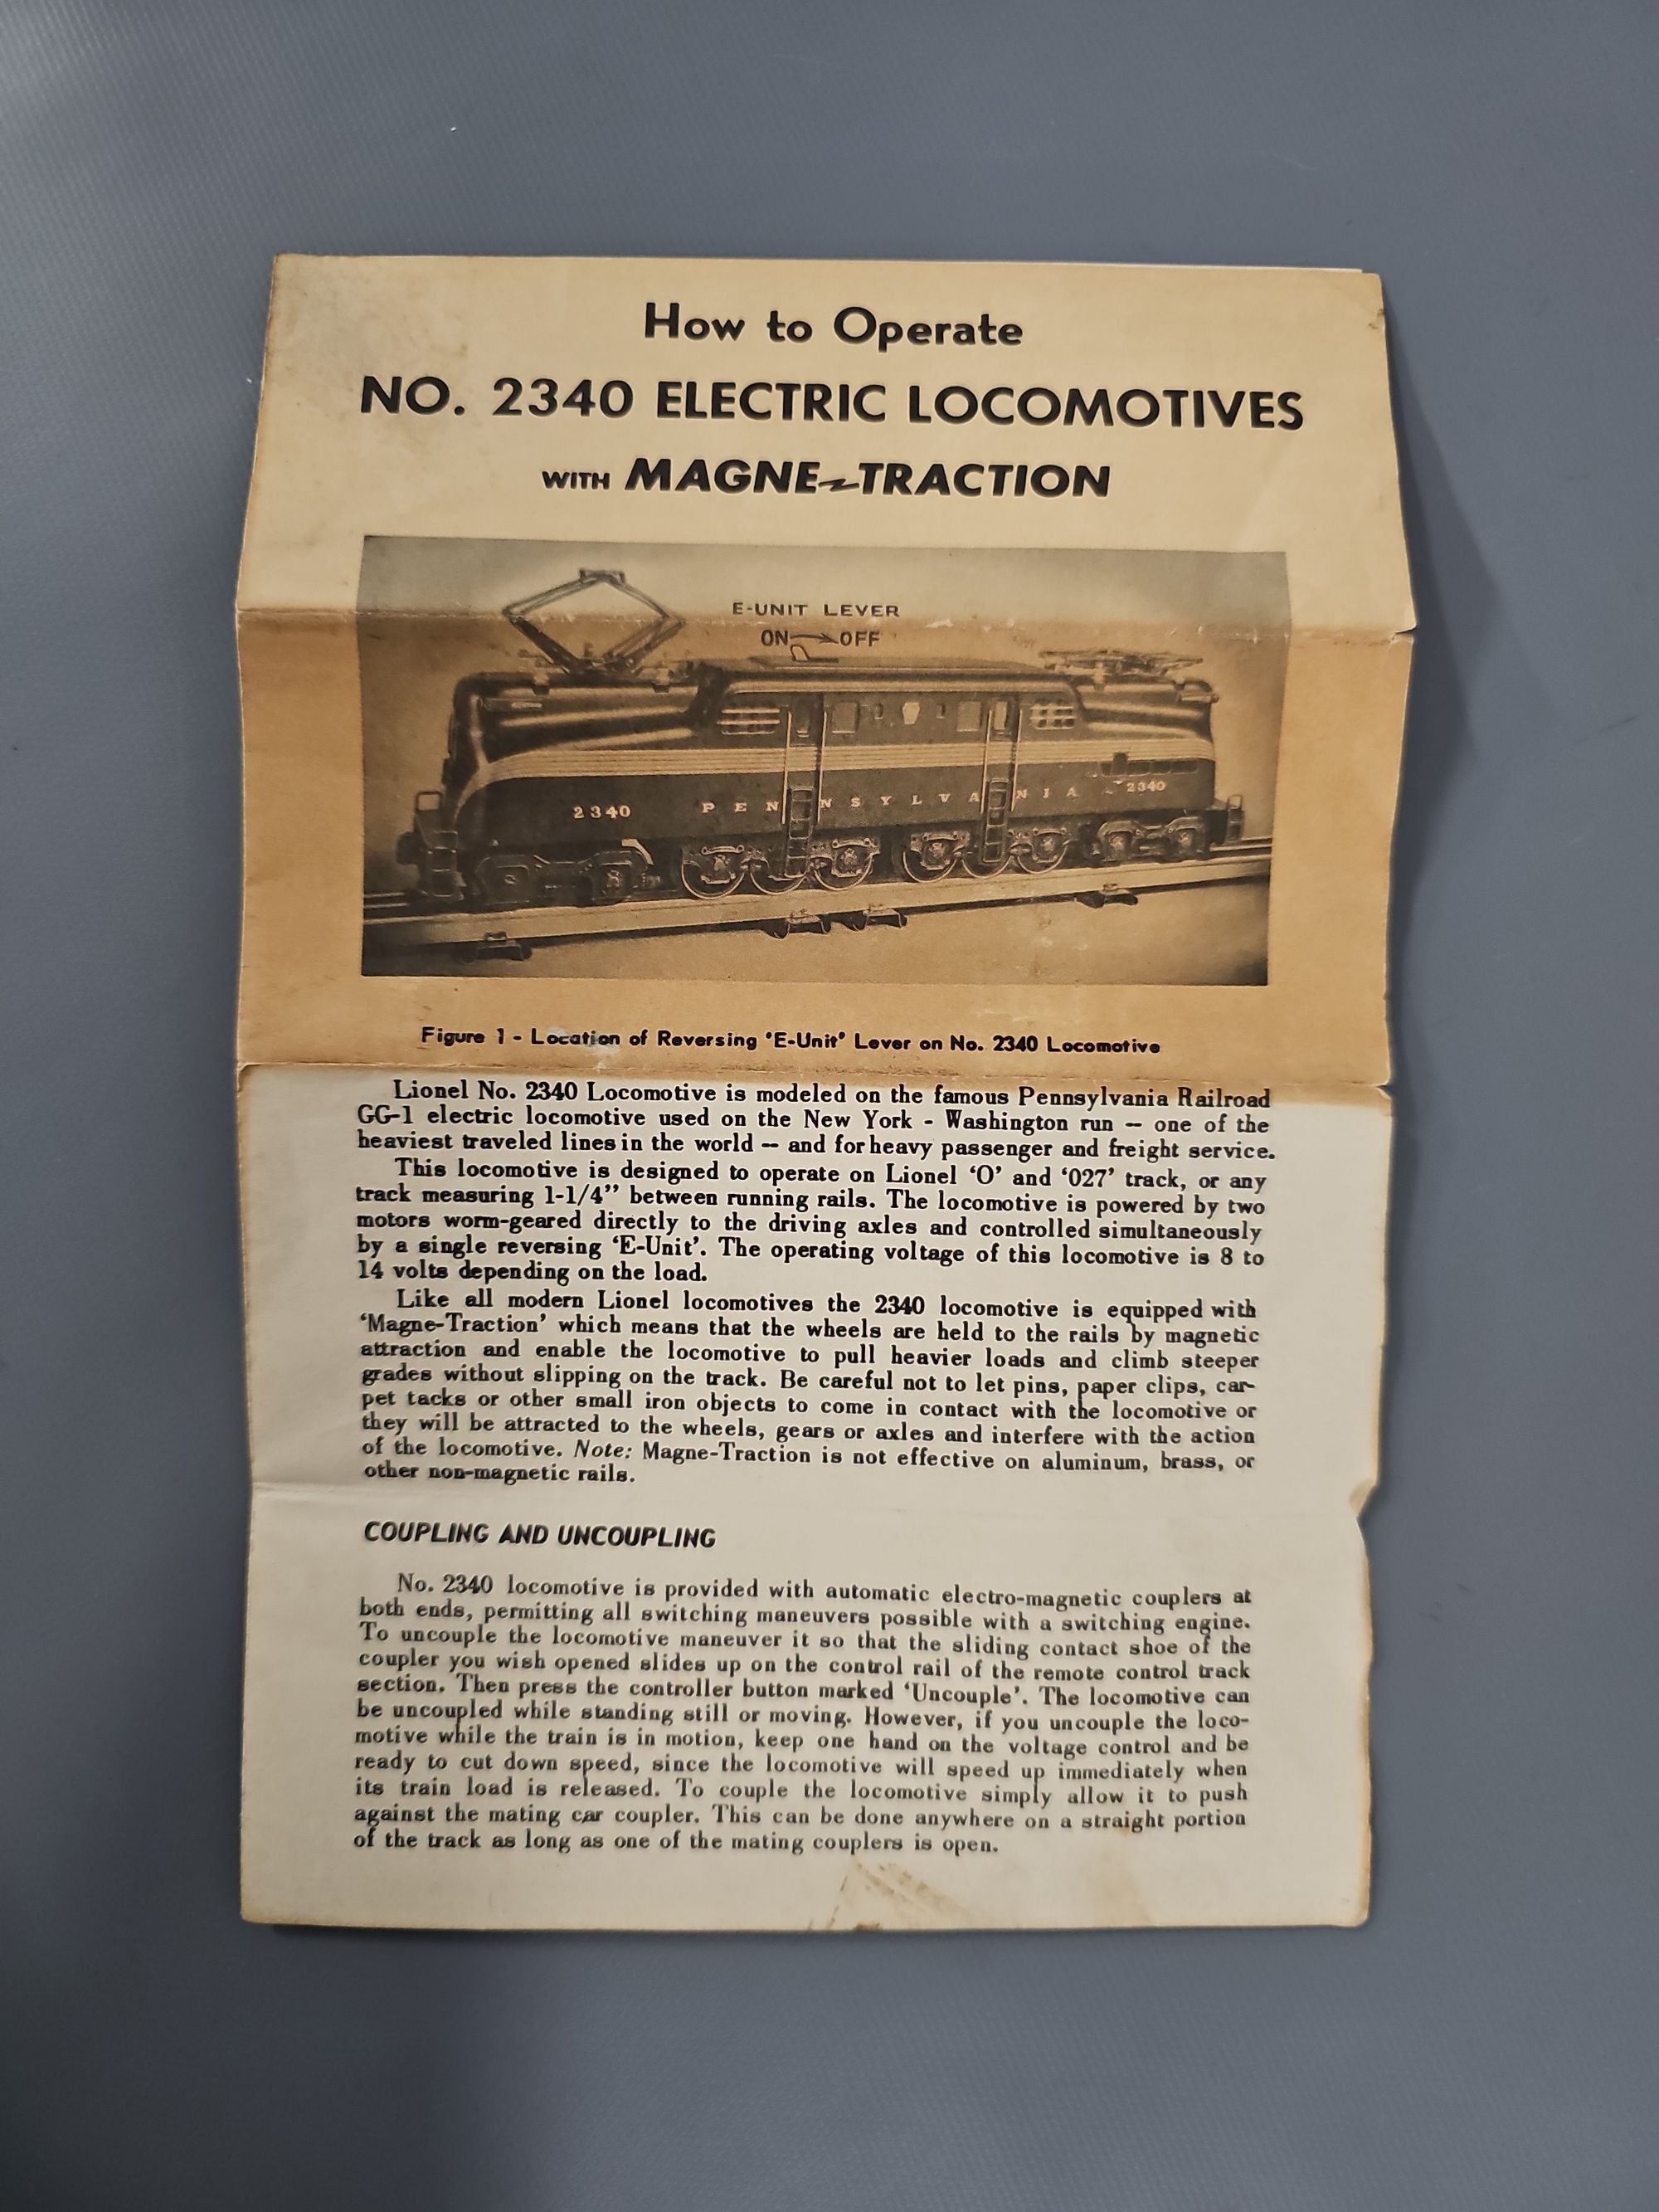 How to Operate
NO. 2340 ELECTRIC LOCOMOTIVES
WITH MAGNE-TRACTION
E-UNIT LEVER
ON OFF
2340 PENNSYLVANIA 2340
Figure 1 - Location of Reversing 'E-Unit' Lever on No. 2340 Locomotive
Lionel No. 2340 Locomotive is modeled on the famous Pennsylvania Railroad
GG-1 electric locomotive used on the New York - Washington run -- one of the
heaviest traveled lines in the world -- and for heavy passenger and freight service.
This locomotive is designed to operate on Lionel 'O' and '027' track, or any
track measuring 1-1/4" between running rails. The locomotive is powered by two
motors worm-geared directly to the driving axles and controlled simultaneously
by a single reversing 'E-Unit'. The operating voltage of this locomotive is 8 to
14 volts depending on the load.
Like all modern Lionel locomotives the 2340 locomotive is equipped with
'Magne-Traction' which means that the wheels are held to the rails by magnetic
attraction and enable the locomotive to pull heavier loads and climb steeper
grades without slipping on the track. Be careful not to let pins, paper clips, car-
pet tacks or other small iron objects to come in contact with the locomotive or
they will be attracted to the wheels, gears or axles and interfere with the action
of the locomotive. Note: Magne-Traction is not effective on aluminum, brass, or
other non-magnetic rails.
COUPLING AND UNCOUPLING
No. 2340 locomotive is provided with automatic electro-magnetic couplers at
both ends, permitting all switching maneuvers possible with a switching engine.
To uncouple the locomotive maneuver it so that the sliding contact shoe of the
coupler you wish opened slides up on the control rail of the remote control track
section. Then press the controller button marked 'Uncouple'. The locomotive can
be uncoupled while standing still or moving. However, if you uncouple the loco-
motive while the train is in motion, keep one hand on the voltage control and be
ready to cut down speed, since the locomotive will speed up immediately when
its train load is released. To couple the locomotive simply allow it to push
against the mating car coupler. This can be done anywhere on a straight portion
of the track as long as one of the mating couplers is open.